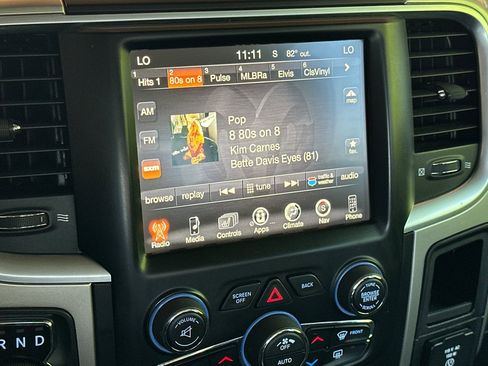 LO 11:11 S 82° out. LO
1 Hits 1 2 80s on 8 3 Pulse 4 MLBRa 5 Elvis 6 ClsVinyl
AM
map
Pop
8 80s on 8
FM
Kim Carnes
fav.
Bette Davis Eyes (81)
sxm
browse replay tune traffic & weather audio
Radio Media Controls Apps Climate Nav Phone
SCREEN OFF BACK
TUNE
BROWSE
ENTER
SCROLL
VOLUME
FRONT
AUTO
R N D